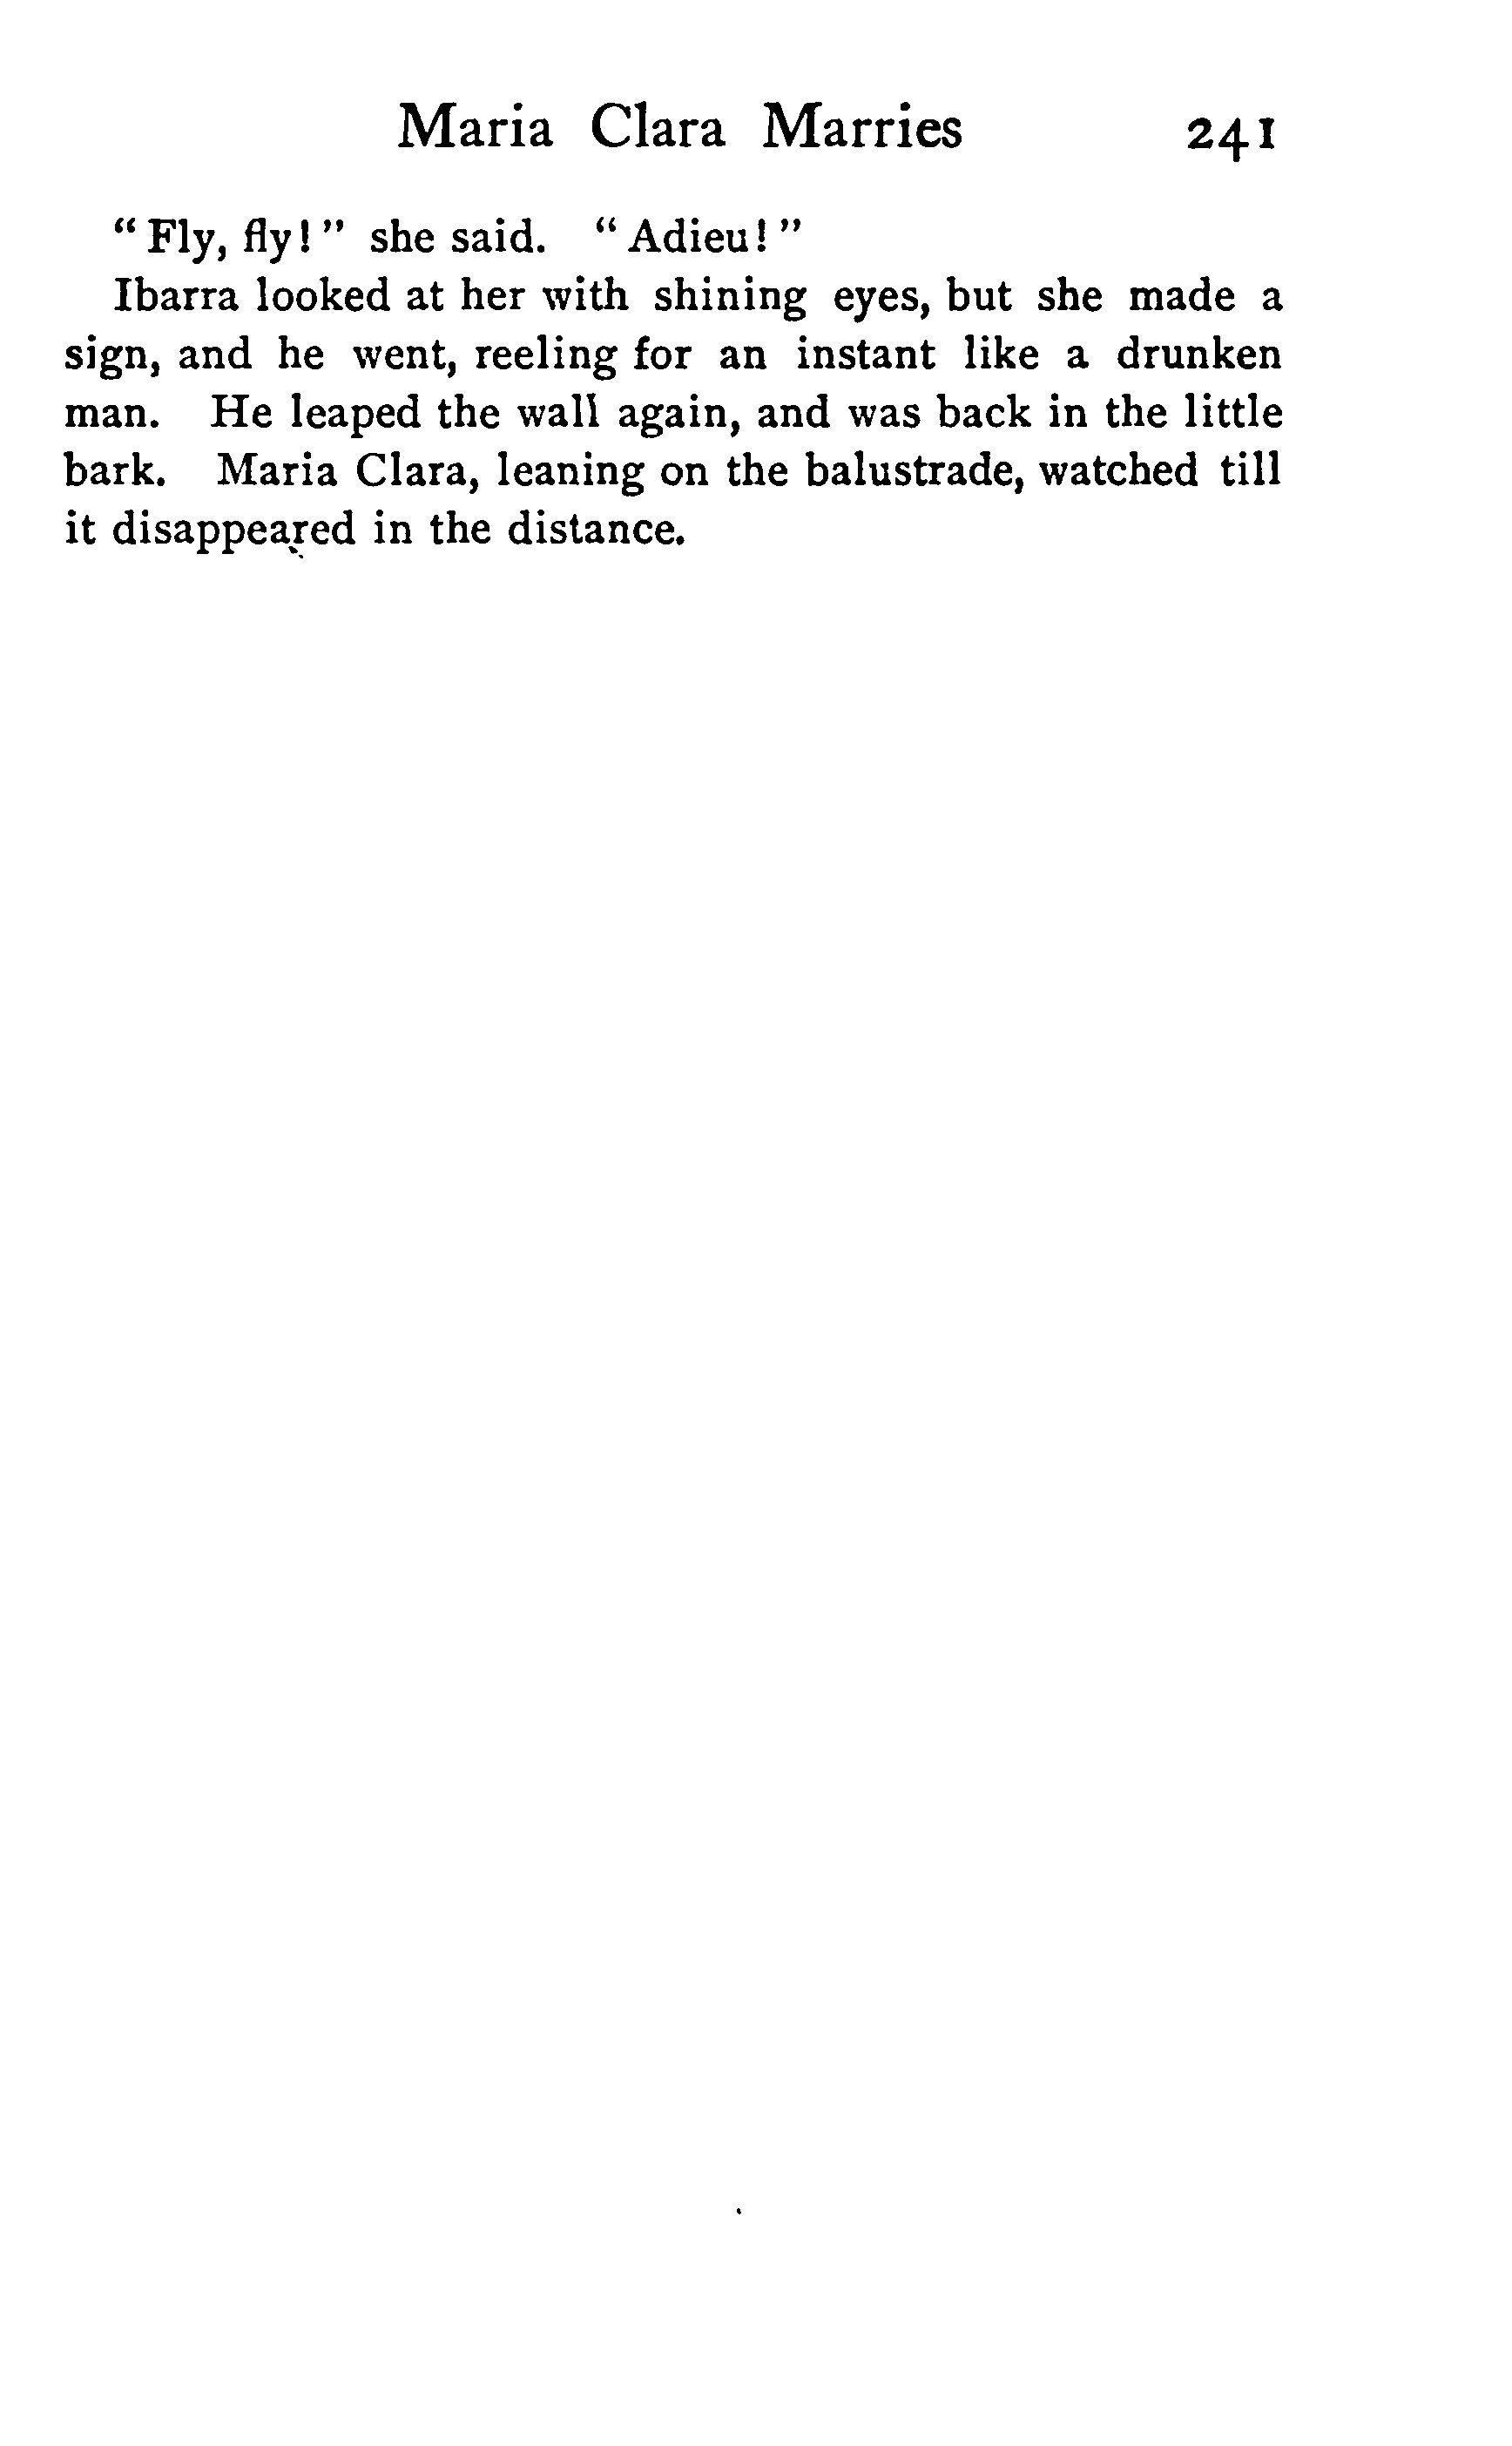 Maria Clara Marries 241
"Fly, fly!" she said. "Adieu!"
Ibarra looked at her with shining eyes, but she made a
sign, and he went, reeling for an instant like a drunken
man. He leaped the wall again, and was back in the little
bark. Maria Clara, leaning on the balustrade, watched till
it disappeared in the distance.